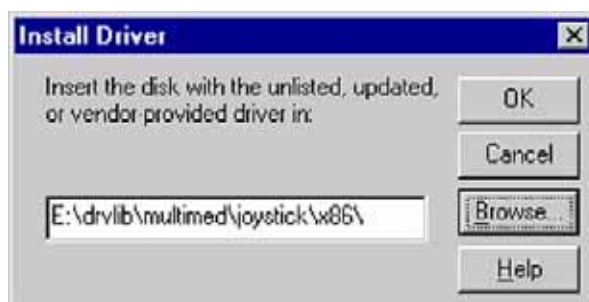 Install Driver
Insert the disk with the unlisted, updated,
or vendor-provided driver in:
OK
Cancel
E:\drvlib\multimed\joystick\x86\
Browse...
Help